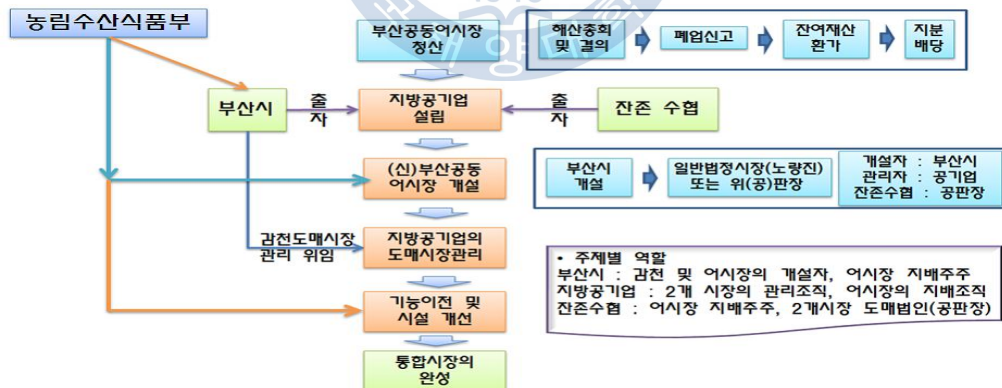 농림수산식품부
부산공동어시장
청산
해산총회
및 결의
폐업신고
잔여재산
환가
지분
배당
부산시
출
자
지방공기업
설립
출
자
잔존 수협
(신)부산공동
어시장 개설
부산시
개설
일반법정시장(노량진)
또는 위(공)판장
개설자 : 부산시
관리자 : 공기업
잔존수협 : 공판장
감전도매시장
관리 위임
지방공기업의
도매시장관리
• 주제별 역할
부산시 : 감전 및 어시장의 개설자, 어시장 지배주주
지방공기업 : 2개 시장의 관리조직, 어시장의 지배조직
잔존수협 : 어시장 지배주주, 2개시장 도매법인(공판장)
기능이전 및
시설 개선
통합시장의
완성